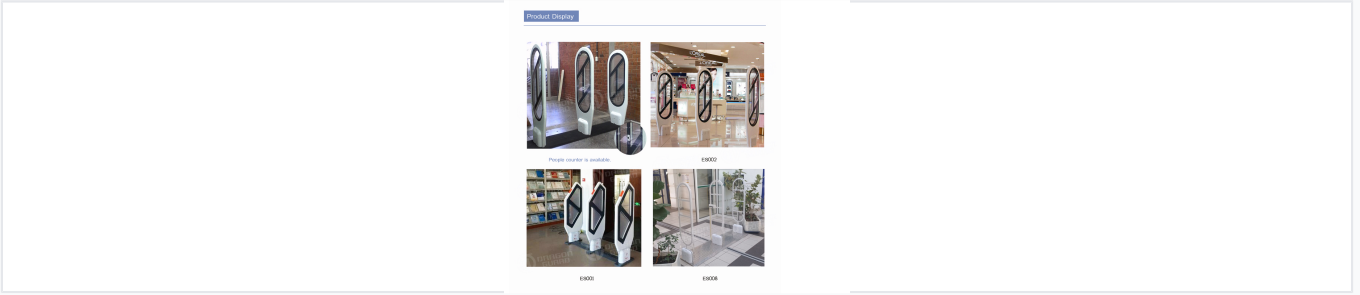 Product Display
People counter is available
ES002
ES001
ES008